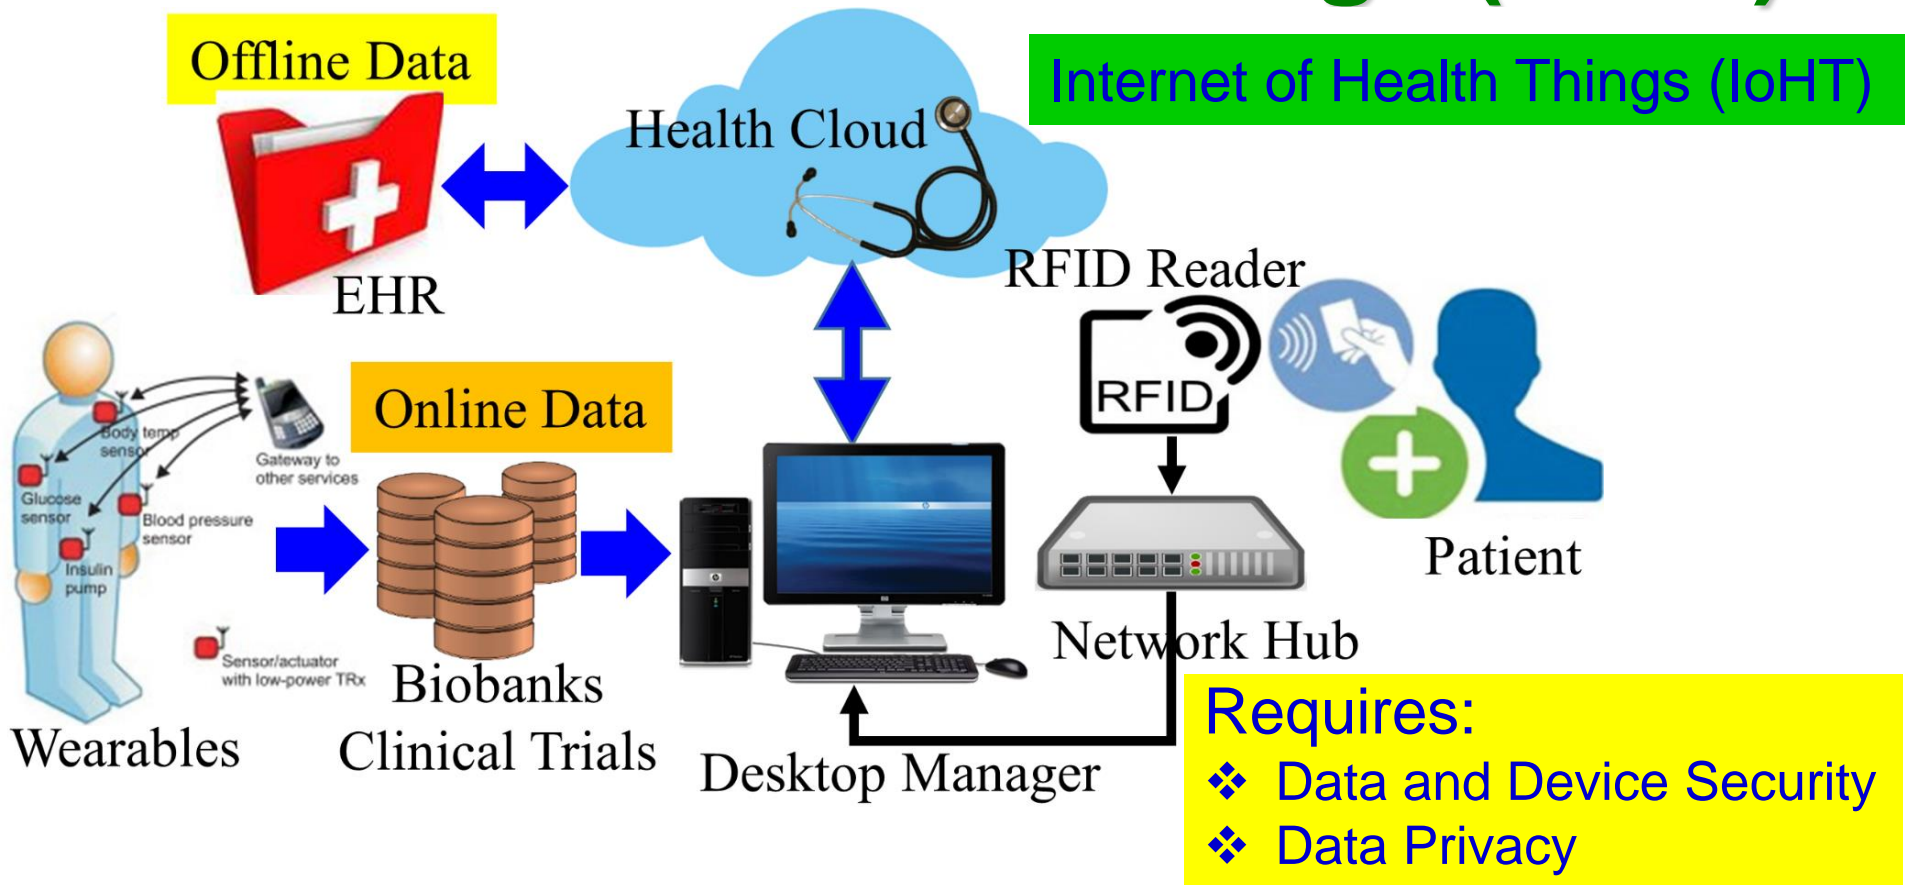 Internet of Health Things (IoHT)
Offline Data
Health Cloud
EHR
RFID Reader
RFID
Patient
Online Data
Body temp
sensor
Gateway to
other services
Glucose
sensor
Blood pressure
sensor
Insulin
pump
Sensor/actuator
with low-power TRx
Wearables
Biobanks
Clinical Trials
Desktop Manager
Network Hub
Requires:
❖ Data and Device Security
❖ Data Privacy